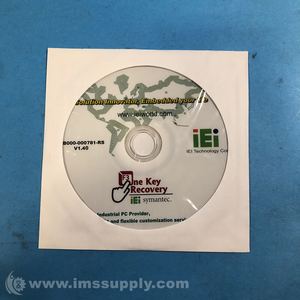 Solution Innovator, Embedded your
www.ieiworld.com
B000-000781-RS
V1.40
iEi
IEI Technology Co
One Key
Recovery
iEi symantec.
Industrial PC Provider,
and flexible customization serv
© www.imssupply.com